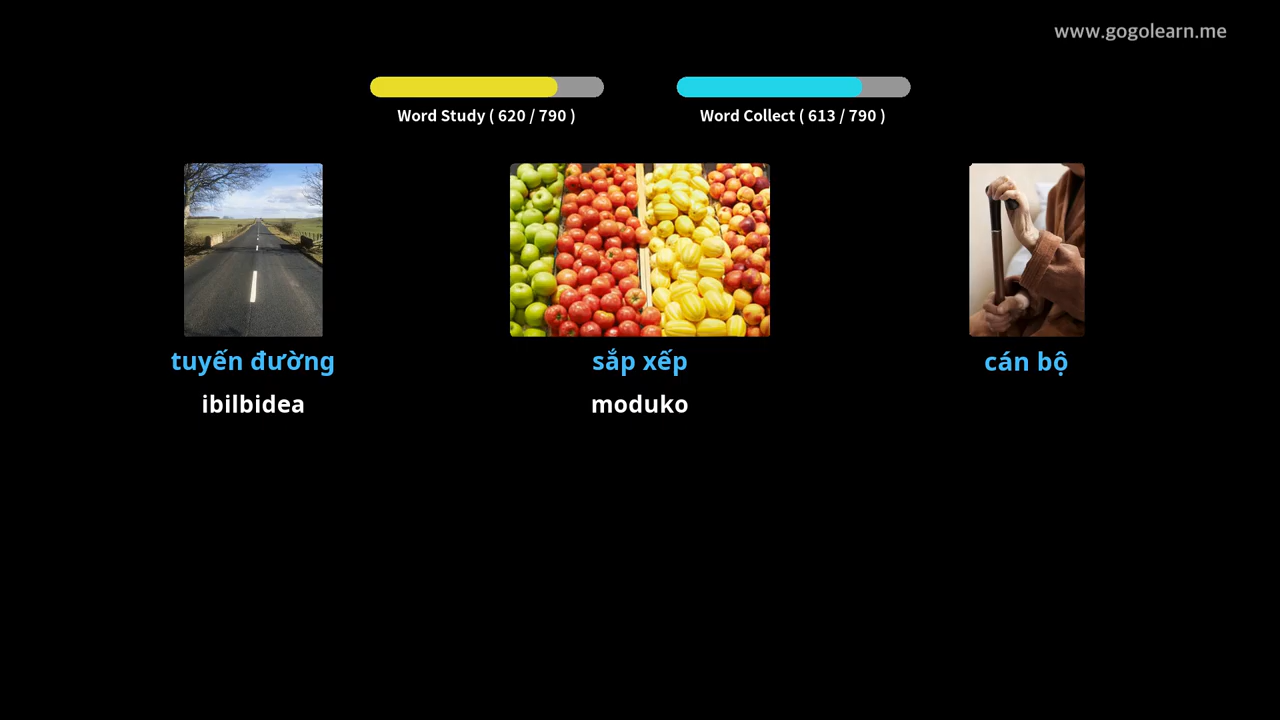 www.gogolearn.me
Word Study ( 620 / 790 )
Word Collect ( 613 / 790 )
tuyến đường
sắp xếp
cán bộ
ibilbidea
moduko